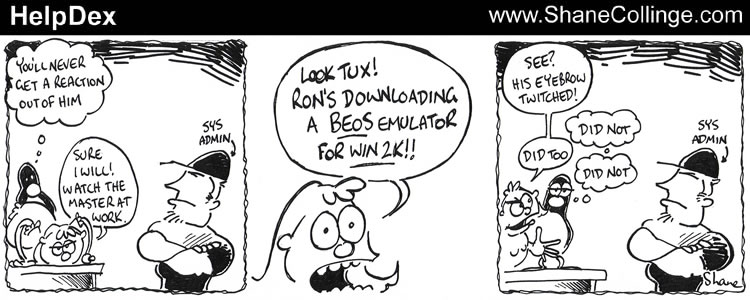 HelpDex
www.ShaneCollinge.com
YOU'LL NEVER
GET A REACTION
OUT OF HIM
SURE
I WILL!
WATCH THE
MASTER AT
WORK.
SYS
ADMIN
LOOK TUX!
RON'S DOWNLOADING
A BEOS EMULATOR
FOR WIN 2K!!
SEE?
HIS EYEBROW
TWITCHED!
DID NOT
DID TOO
DID NOT
SYS
ADMIN
Shane